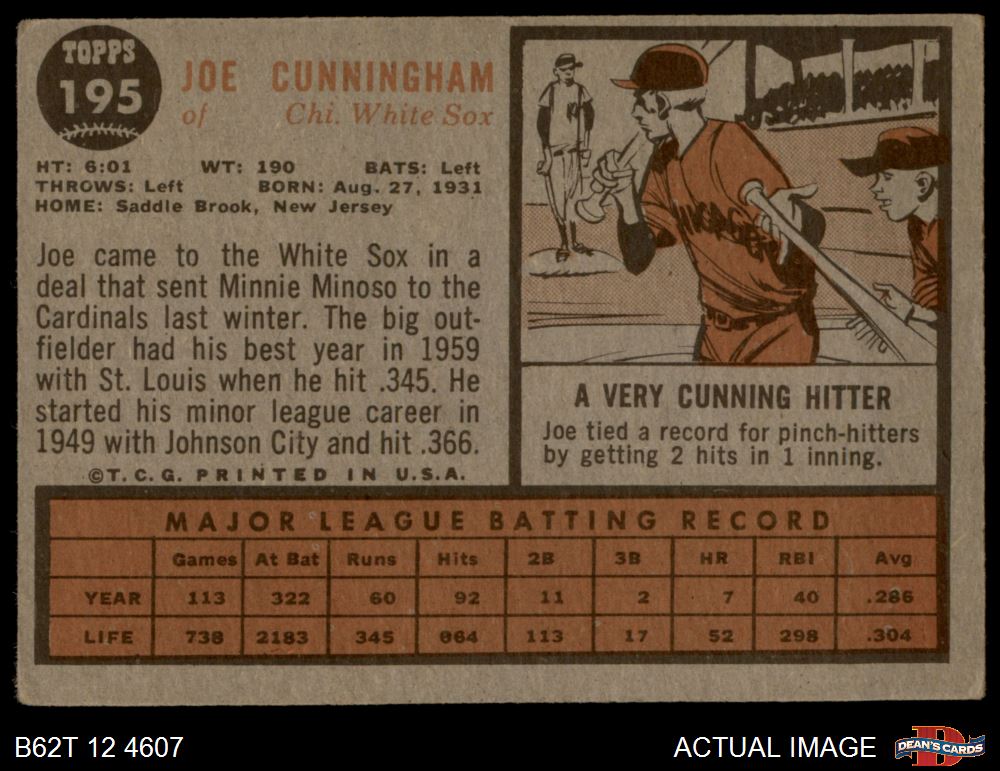 TOPPS
195
JOE CUNNINGHAM
of Chi. White Sox
HT: 6:01 WT: 190 BATS: Left
THROWS: Left BORN: Aug. 27, 1931
HOME: Saddle Brook, New Jersey
Joe came to the White Sox in a
deal that sent Minnie Minoso to the
Cardinals last winter. The big out-
fielder had his best year in 1959
with St. Louis when he hit .345. He
started his minor league career in
1949 with Johnson City and hit .366.
©T.C.G. PRINTED IN U.S.A.
A VERY CUNNING HITTER
Joe tied a record for pinch-hitters
by getting 2 hits in 1 inning.
MAJOR LEAGUE BATTING RECORD
Games At Bat Runs Hits 2B 3B HR RBI Avg
YEAR 113 322 60 92 11 2 7 40 .286
LIFE 738 2183 345 664 113 17 52 298 .304
B62T 12 4607
ACTUAL IMAGE
DEAN'S CARDS